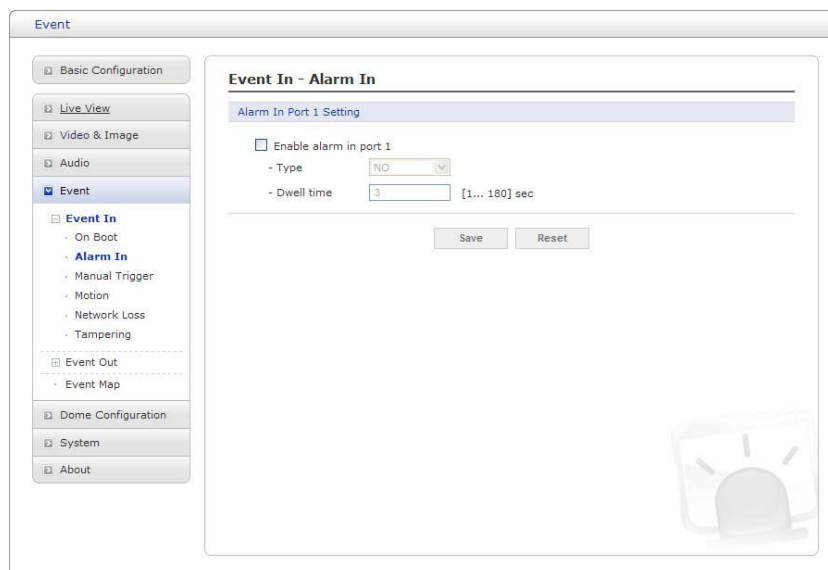 Event
Basic Configuration
Live View
Video & Image
Audio
Event
Event In
On Boot
Alarm In
Manual Trigger
Motion
Network Loss
Tampering
Event Out
Event Map
Dome Configuration
System
About
Event In - Alarm In
Alarm In Port 1 Setting
Enable alarm in port 1
- Type NO
- Dwell time 3 [1... 180] sec
Save Reset